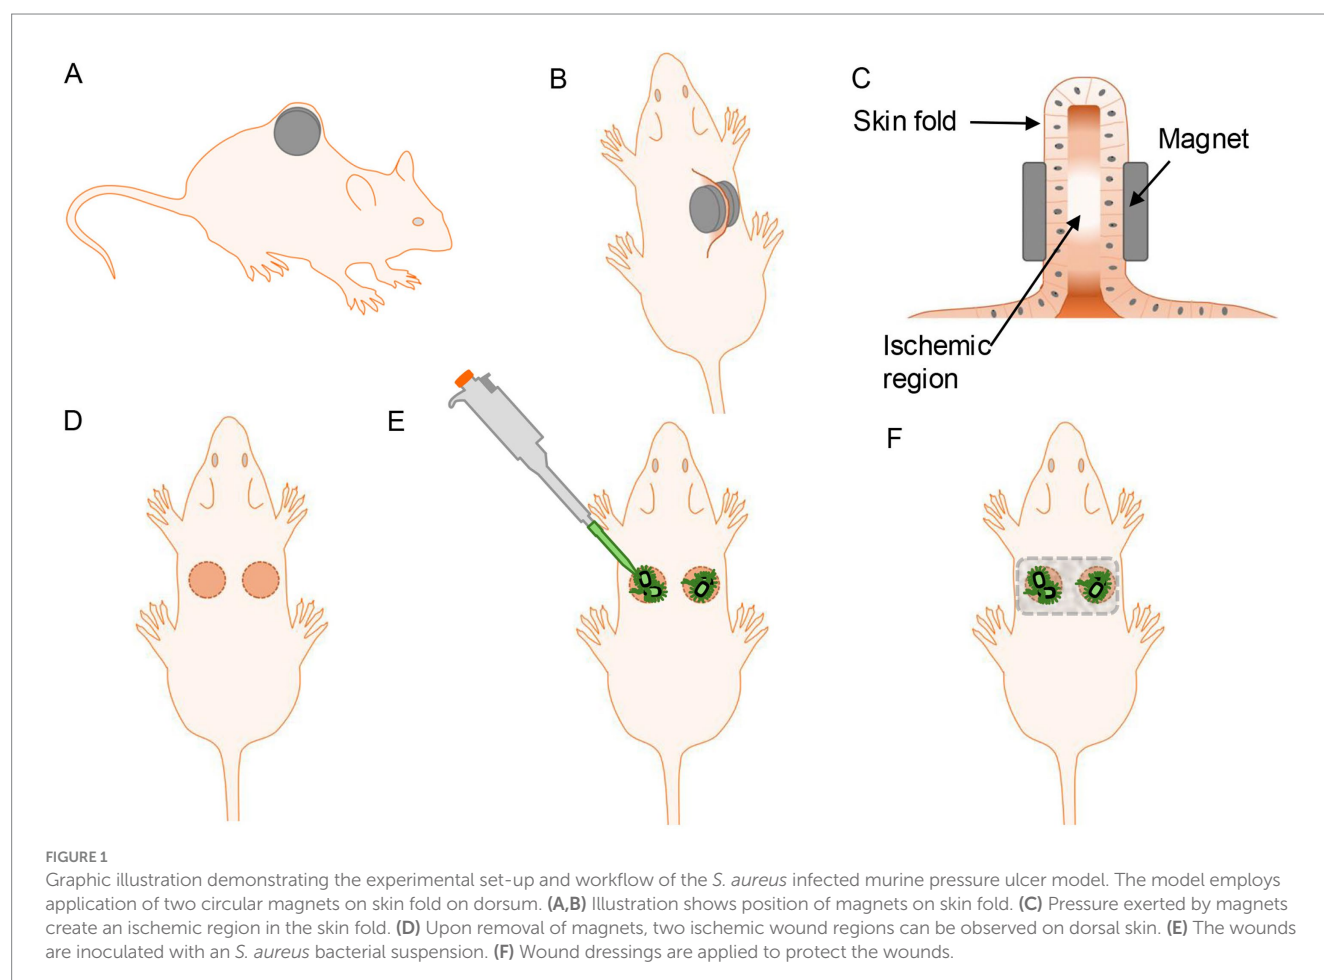 A
B
C
Skin fold
Magnet
Ischemic
region
D
E
F
FIGURE 1
Graphic illustration demonstrating the experimental set-up and workflow of the S. aureus infected murine pressure ulcer model. The model employs
application of two circular magnets on skin fold on dorsum. (A,B) Illustration shows position of magnets on skin fold. (C) Pressure exerted by magnets
create an ischemic region in the skin fold. (D) Upon removal of magnets, two ischemic wound regions can be observed on dorsal skin. (E) The wounds
are inoculated with an S. aureus bacterial suspension. (F) Wound dressings are applied to protect the wounds.